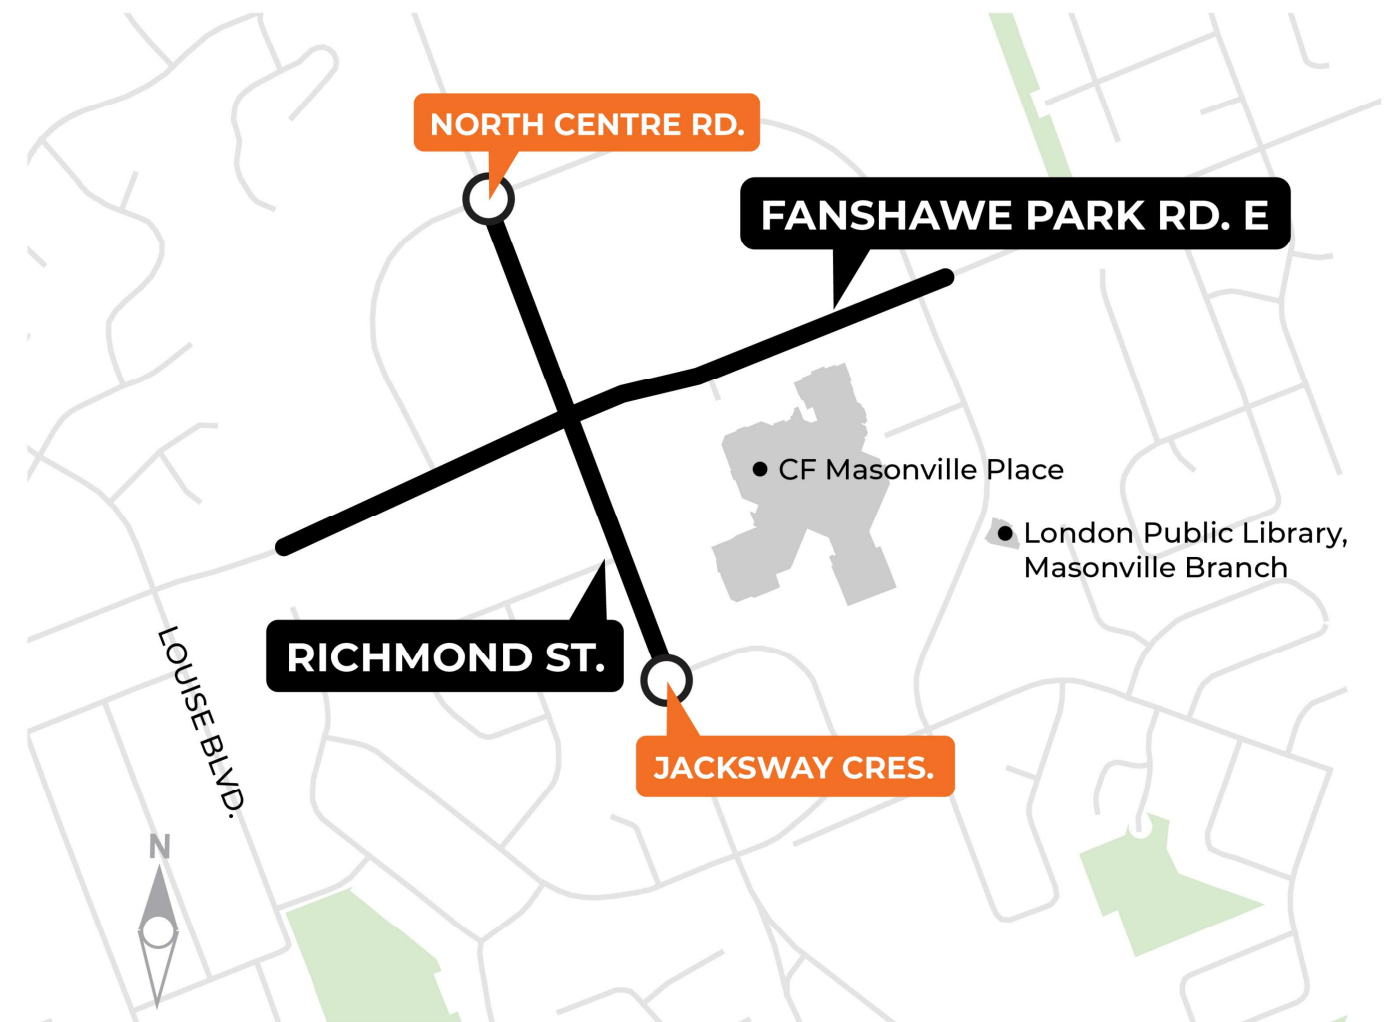 NORTH CENTRE RD.
FANSHAWE PARK RD. E
CF Masonville Place
London Public Library,
Masonville Branch
RICHMOND ST.
LOUISE BLVD.
JACKSWAY CRES.
N